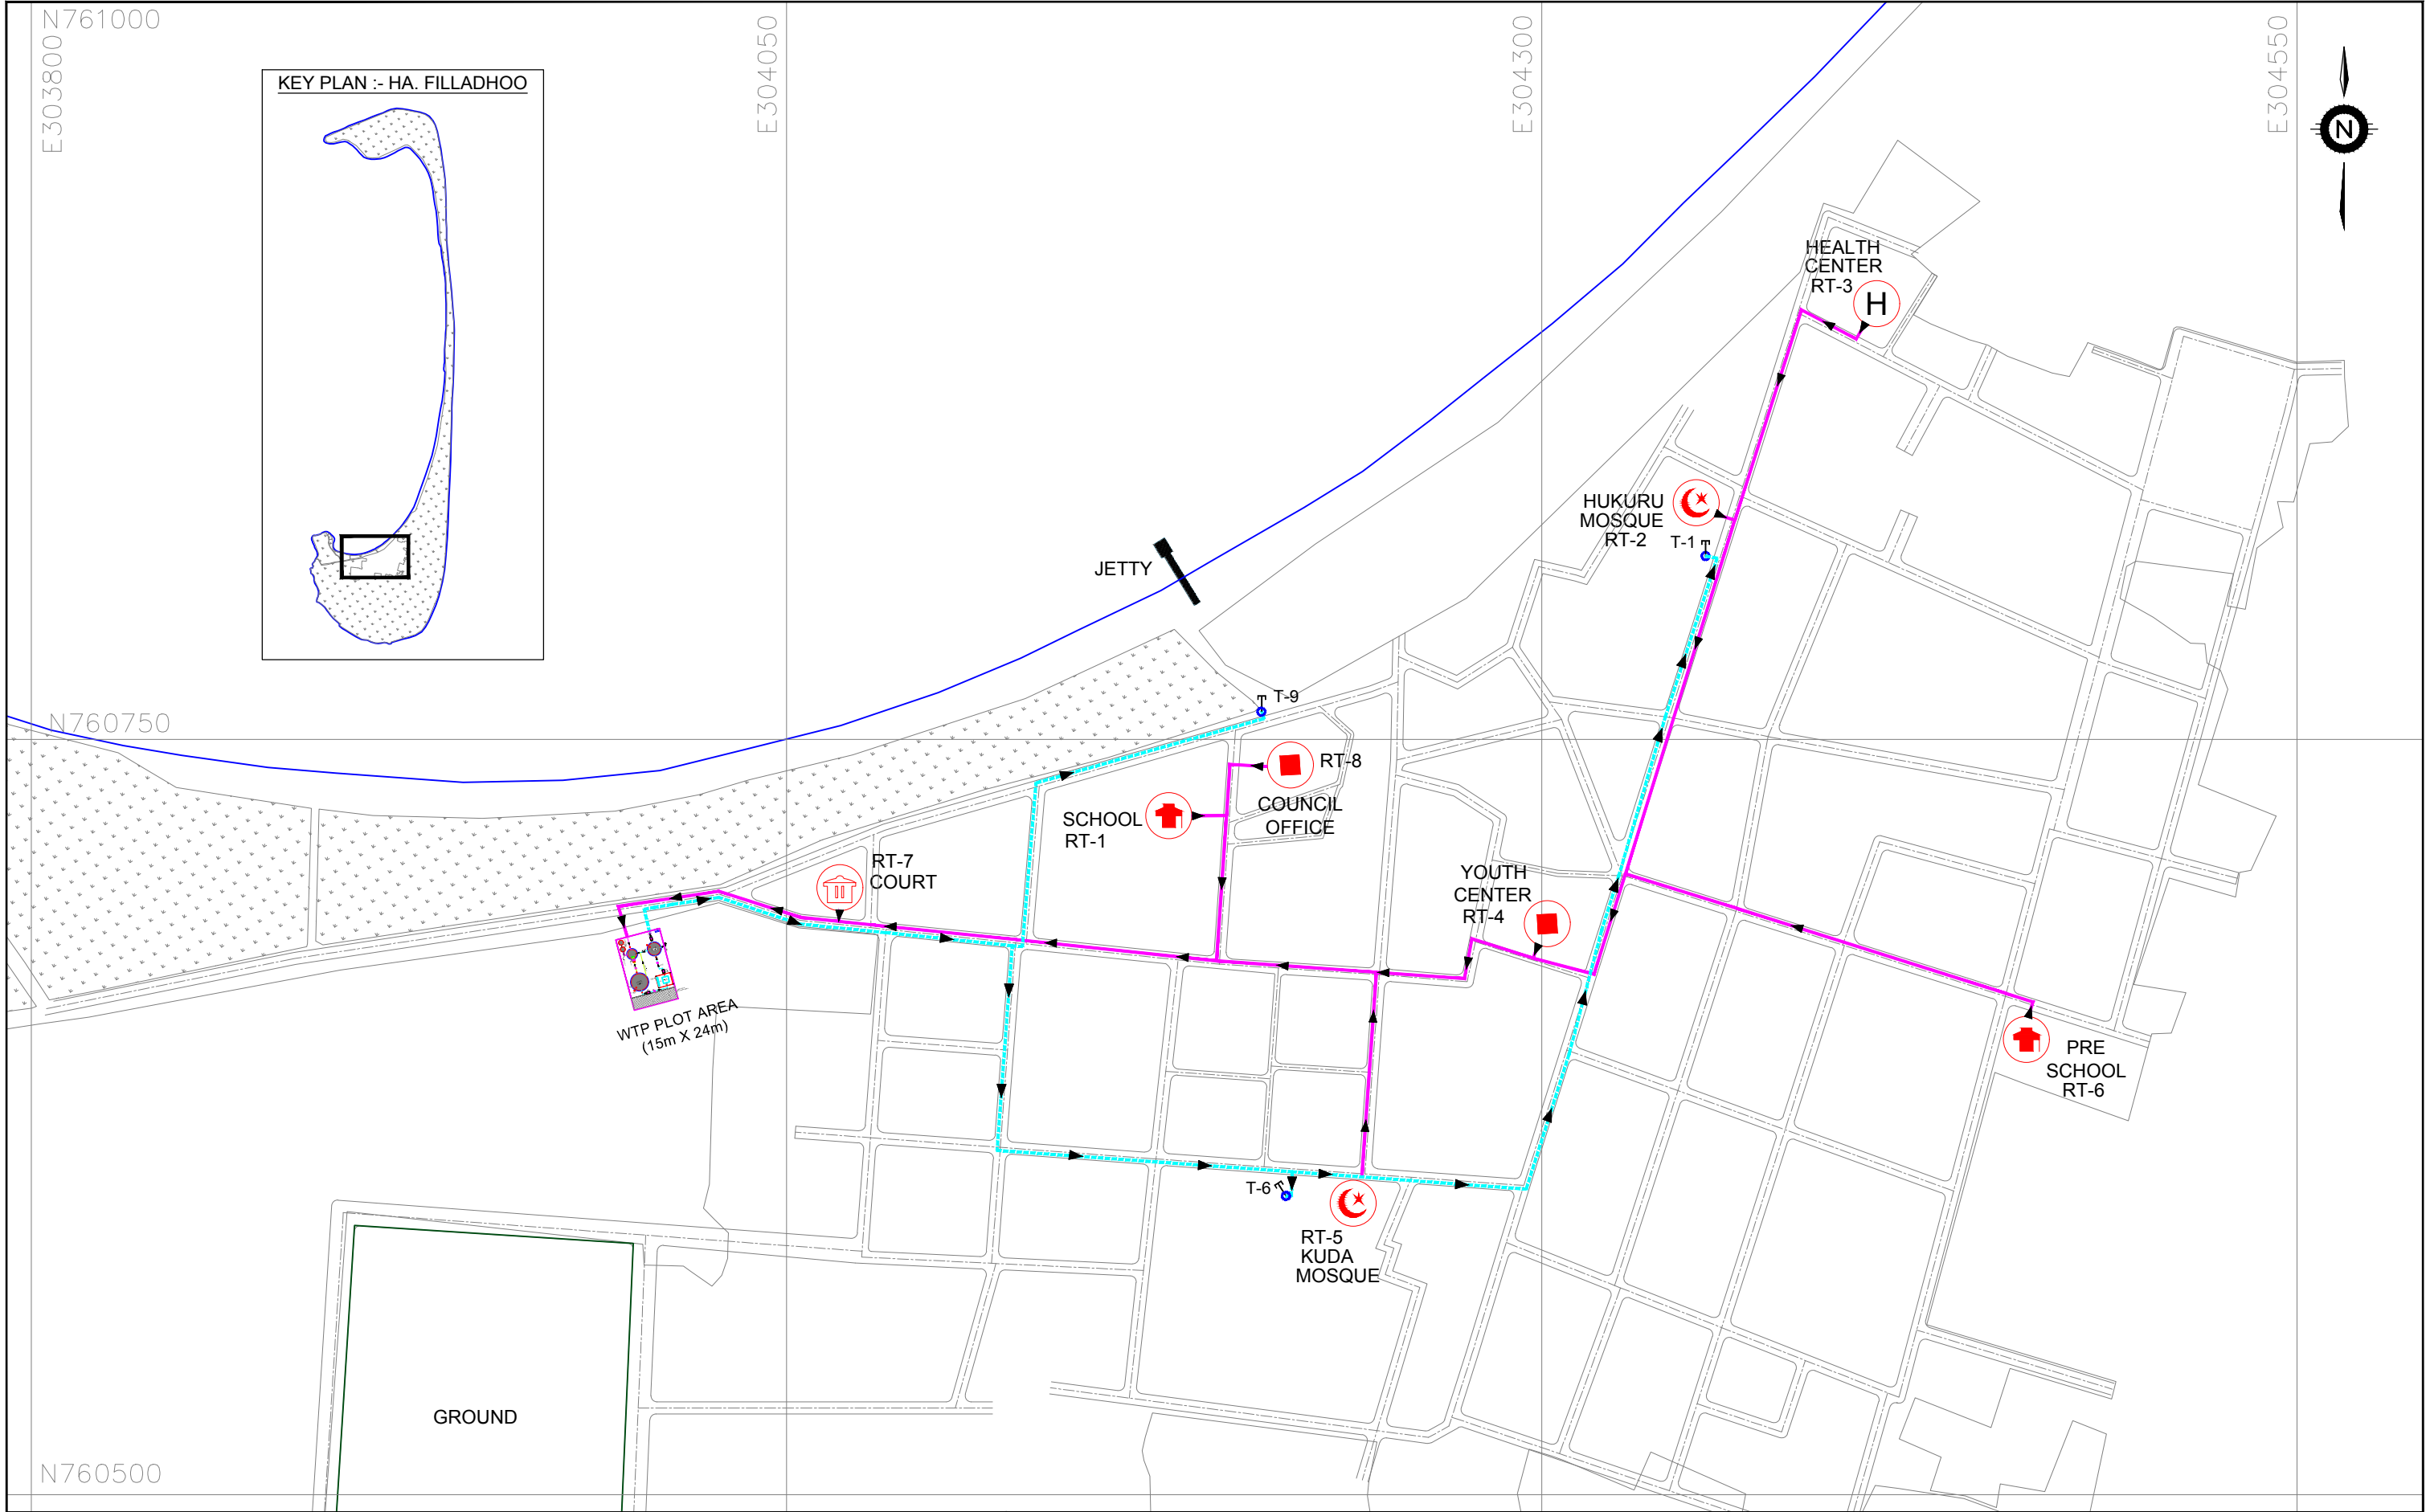 N761000
E303800
E304050
E304300
E304550
KEY PLAN :- HA. FILLADHOO
N
HEALTH
CENTER
RT-3
H
HUKURU
MOSQUE
RT-2
T-1
JETTY
T-9
N760750
RT-8
COUNCIL
OFFICE
SCHOOL
RT-1
RT-7
COURT
YOUTH
CENTER
RT-4
WTP PLOT AREA
(15m X 24m)
PRE
SCHOOL
RT-6
T-6
RT-5
KUDA
MOSQUE
GROUND
N760500